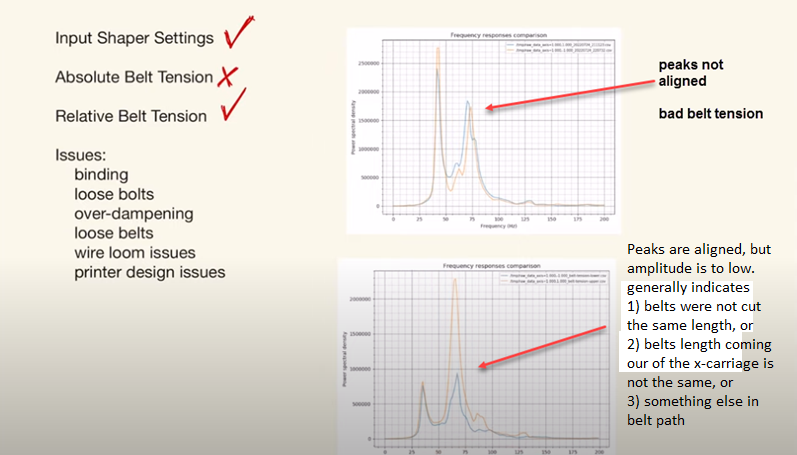 Input Shaper Settings
Absolute Belt Tension
Relative Belt Tension
Issues:
binding
loose bolts
over-dampening
loose belts
wire loom issues
printer design issues
Frequency responses comparison
Power spectral density
2500000
2000000
1500000
1000000
500000
0
0 25 50 75 100 125 150 175 200
Frequency (Hz)
peaks not
aligned
bad belt tension
Frequency responses comparison
Power spectral density
2000000
1500000
1000000
500000
0
0 25 50 75 100 125 150 175 200
Peaks are aligned, but
amplitude is to low.
generally indicates
1) belts were not cut
the same length, or
2) belts length coming
our of the x-carriage is
not the same, or
3) something else in
belt path